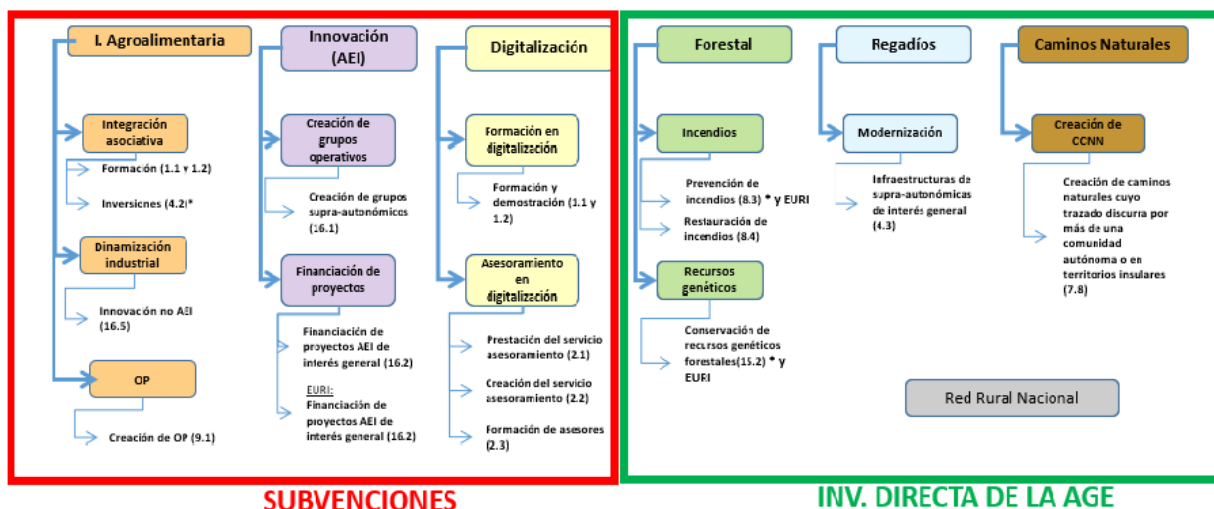 I. Agroalimentaria
Integración
asociativa
Formación (1.1 y 1.2)
Inversiones (4.2)*
Dinamización
industrial
Innovación no AEI
(16.5)
OP
Creación de OP (9.1)
Innovación
(AEI)
Creación de
grupos
operativos
Creación de grupos
supra-autonómicos
(16.1)
Financiación de
proyectos
Financiación de
proyectos AEI de
interés general (16.2)
EURI:
Financiación de
proyectos AEI de
interés general (16.2)
Digitalización
Formación en
digitalización
Formación y
demostración (1.1 y
1.2)
Asesoramiento
en
digitalización
Prestación del servicio
asesoramiento (2.1)
Creación del servicio
asesoramiento (2.2)
Formación de asesores
(2.3)
SUBVENCIONES
Forestal
Incendios
Prevención de
incendios (8.3) * y EURI
Restauración de
incendios (8.4)
Recursos
genéticos
Conservación de
recursos genéticos
forestales(15.2) * y
EURI
Regadíos
Modernización
Infraestructuras de
supra-autonómicas
de interés general
(4.3)
Caminos Naturales
Creación de
CCNN
Creación de caminos
naturales cuyo
trazado discurra por
más de una
comunidad
autónoma o en
territorios insulares
(7.8)
Red Rural Nacional
INV. DIRECTA DE LA AGE